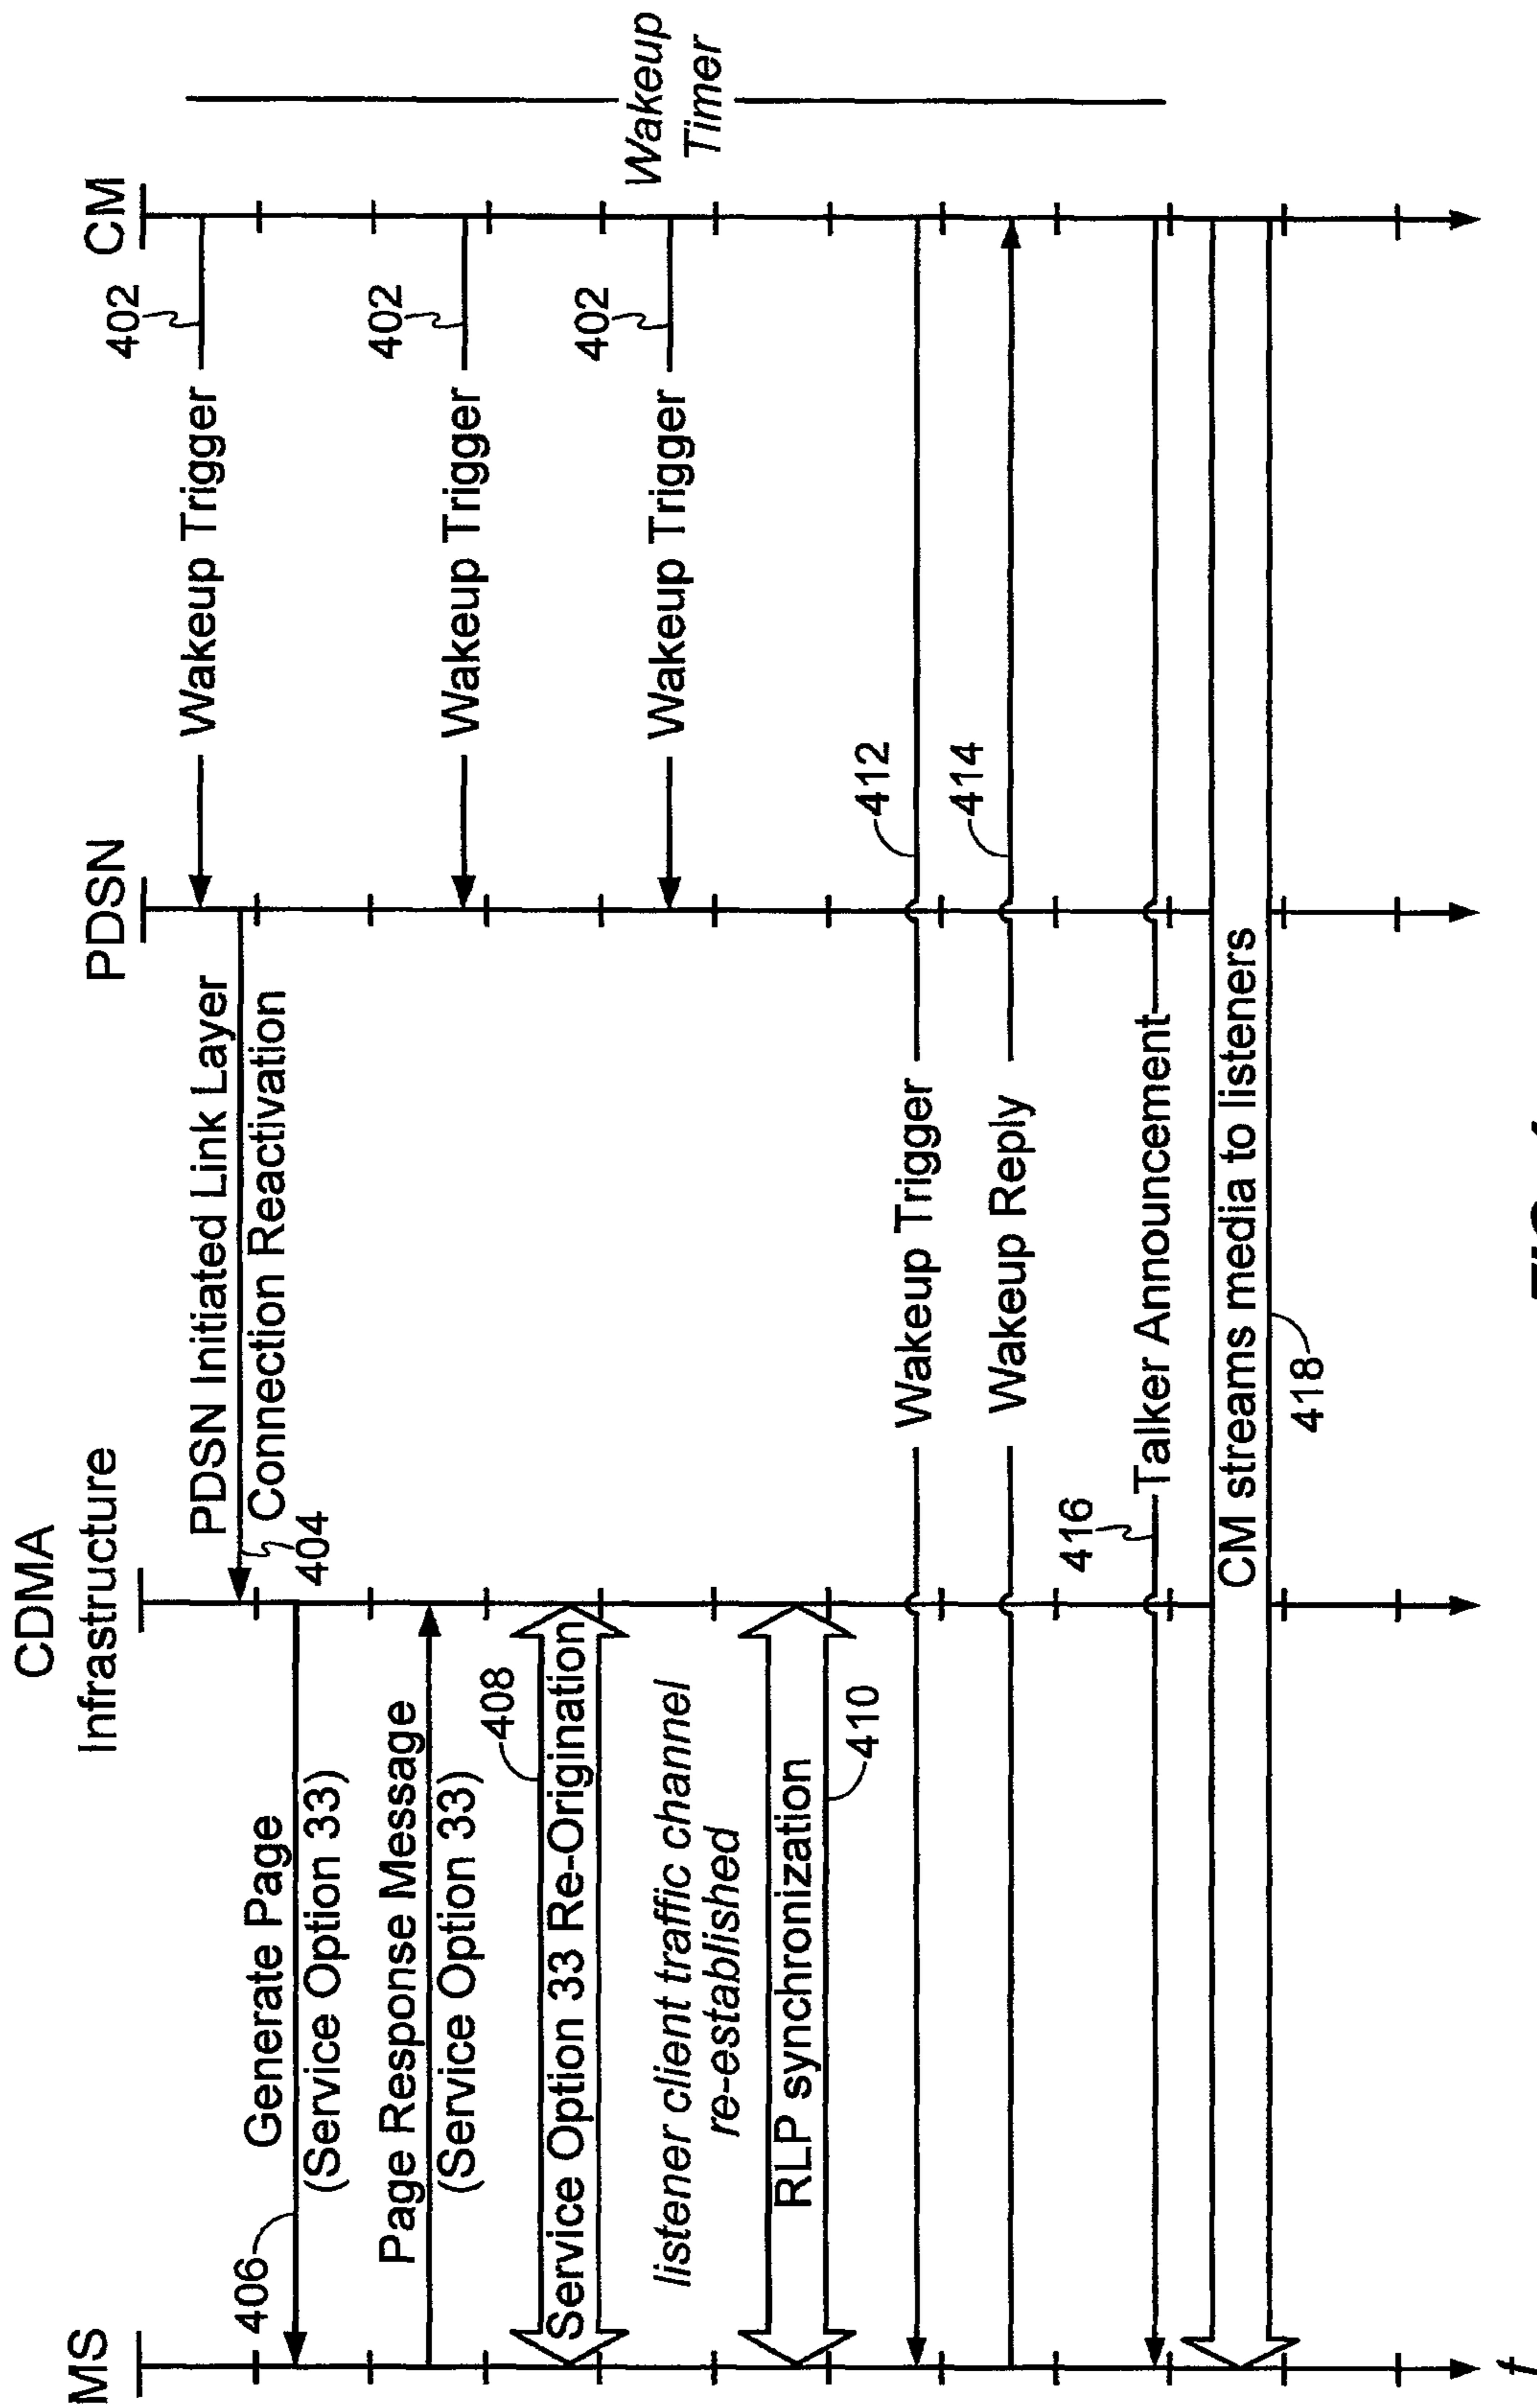 MS
CDMA
Infrastructure
PDSN
CM
402
Wakeup Trigger
PDSN Initiated Link Layer
Connection Reactivation
404
406
Generate Page
(Service Option 33)
Page Response Message
(Service Option 33)
402
Wakeup Trigger
408
Service Option 33 Re-Origination
402
Wakeup Trigger
Wakeup
Timer
listener client traffic channel
re-established
RLP synchronization
410
412
Wakeup Trigger
414
Wakeup Reply
416
Talker Announcement
CM streams media to listeners
418